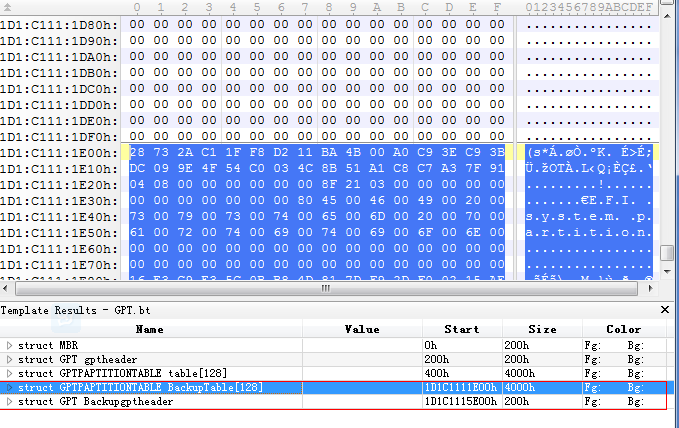 0 1 2 3 4 5 6 7 8 9 A B C D E F 0123456789ABCDEF
1D1:C111:1D80h: 00 00 00 00 00 00 00 00 00 00 00 00 00 00 00 00 ................
1D1:C111:1D90h: 00 00 00 00 00 00 00 00 00 00 00 00 00 00 00 00 ................
1D1:C111:1DA0h: 00 00 00 00 00 00 00 00 00 00 00 00 00 00 00 00 ................
1D1:C111:1DB0h: 00 00 00 00 00 00 00 00 00 00 00 00 00 00 00 00 ................
1D1:C111:1DC0h: 00 00 00 00 00 00 00 00 00 00 00 00 00 00 00 00 ................
1D1:C111:1DD0h: 00 00 00 00 00 00 00 00 00 00 00 00 00 00 00 00 ................
1D1:C111:1DE0h: 00 00 00 00 00 00 00 00 00 00 00 00 00 00 00 00 ................
1D1:C111:1DF0h: 00 00 00 00 00 00 00 00 00 00 00 00 00 00 00 00 ................
1D1:C111:1E00h: 28 73 2A C1 1F F8 D2 11 BA 4B 00 A0 C9 3E C9 3B (s*Á.øÒ.ºK. É>É;
1D1:C111:1E10h: DC 09 9E 4F 54 C0 03 4C 8B 51 A1 C8 C7 A3 7F 91 Ü.žOTÀ.L‹Q¡ÈÇ£.‘
1D1:C111:1E20h: 04 08 00 00 00 00 00 00 8F 21 03 00 00 00 00 00 .........!......
1D1:C111:1E30h: 00 00 00 00 00 00 00 80 45 00 46 00 49 00 20 00 .......€E.F.I. .
1D1:C111:1E40h: 73 00 79 00 73 00 74 00 65 00 6D 00 20 00 70 00 s.y.s.t.e.m. .p.
1D1:C111:1E50h: 61 00 72 00 74 00 69 00 74 00 69 00 6F 00 6E 00 a.r.t.i.t.i.o.n.
1D1:C111:1E60h: 00 00 00 00 00 00 00 00 00 00 00 00 00 00 00 00 ................
1D1:C111:1E70h: 00 00 00 00 00 00 00 00 00 00 00 00 00 00 00 00 ................
Template Results - GPT.bt
Name Value Start Size Color
struct MBR 0h 200h Fg: Bg:
struct GPT gptheader 200h 200h Fg: Bg:
struct GPTPAPTITIONTABLE table[128] 400h 4000h Fg: Bg:
struct GPTPAPTITIONTABLE BackupTable[128] 1D1C1111E00h 4000h Fg: Bg:
struct GPT Backupgptheader 1D1C1115E00h 200h Fg: Bg: